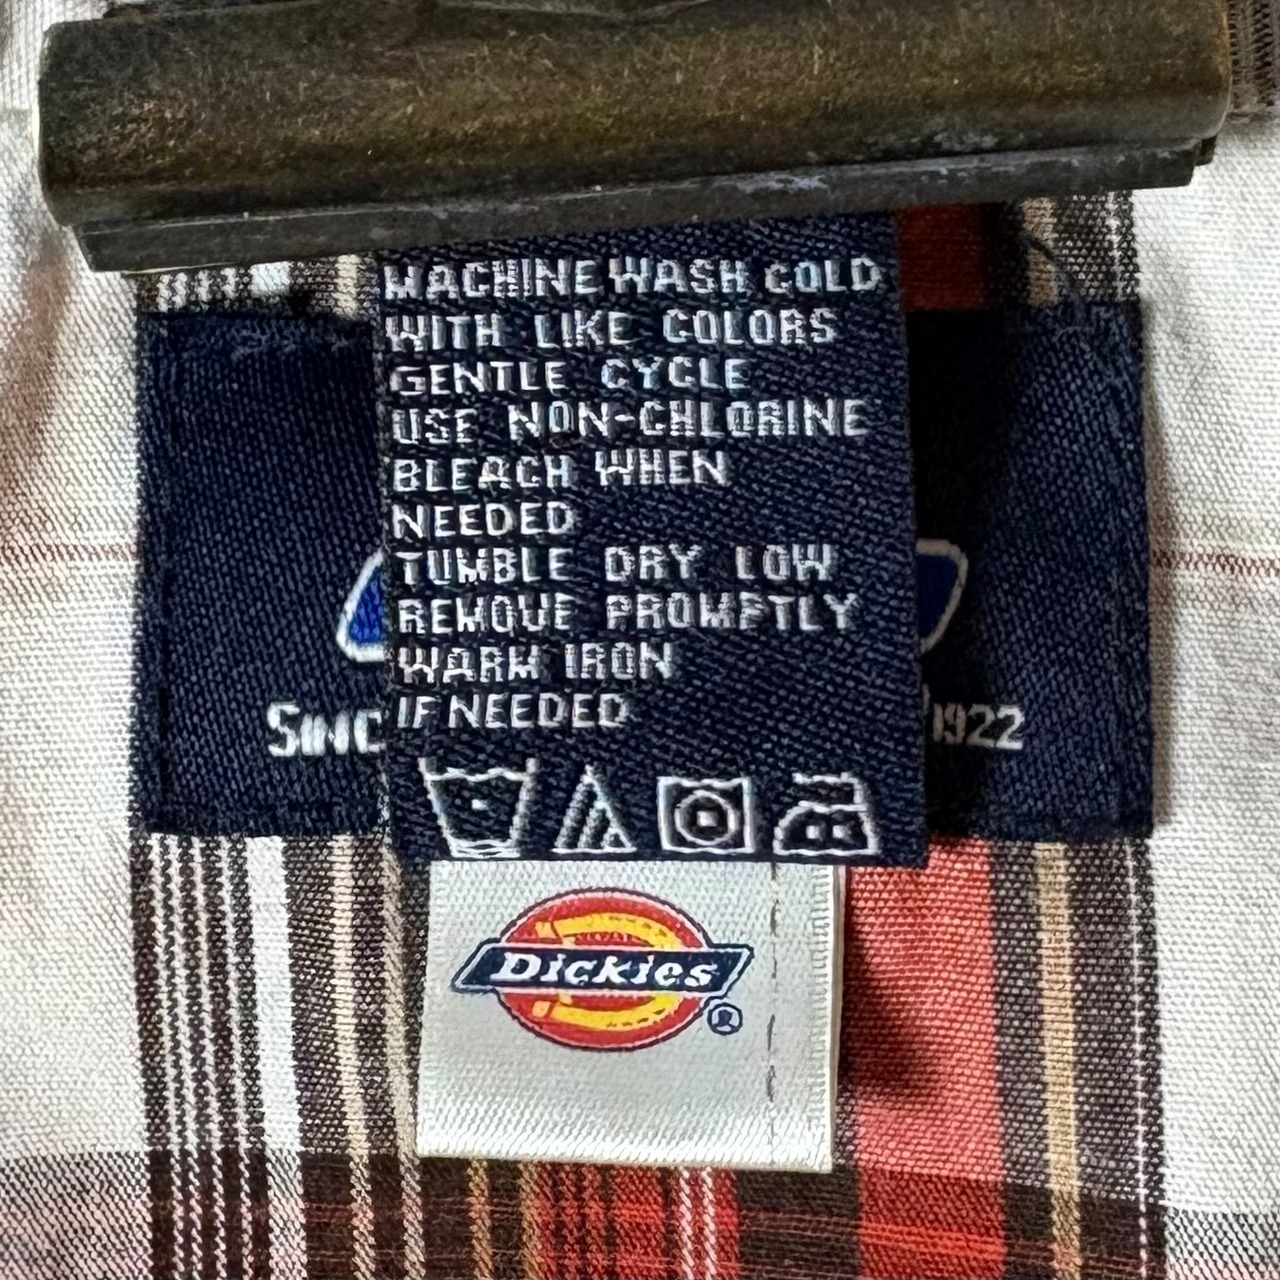 MACHINE WASH COLD
WITH LIKE COLORS
GENTLE CYCLE
USE NON-CHLORINE
BLEACH WHEN
NEEDED
TUMBLE DRY LOW
REMOVE PROMPTLY
WARM IRON
IF NEEDED
SINC 1922
Dickies ®